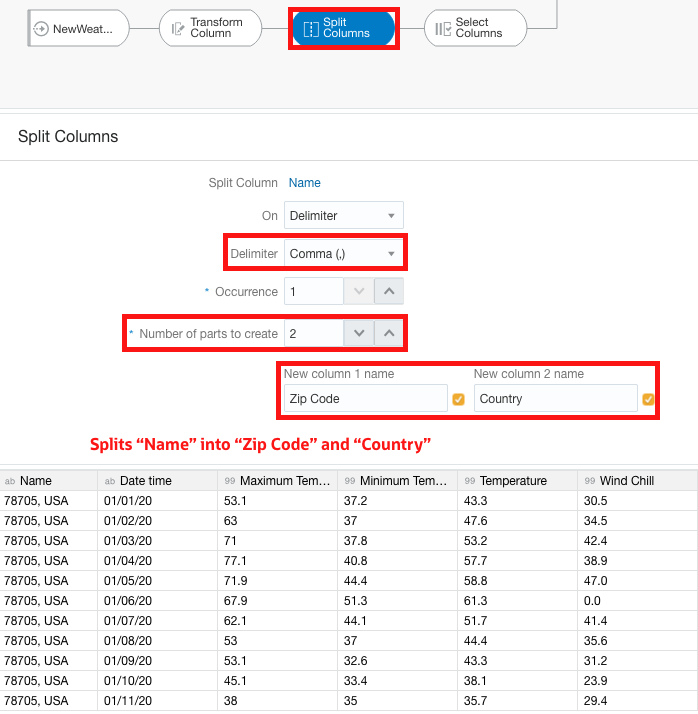 NewWeat...
Transform
Column
Split
Columns
Select
Columns
Split Columns
Split Column Name
On Delimiter
Delimiter Comma (,)
* Occurrence 1
* Number of parts to create 2
New column 1 name New column 2 name
Zip Code Country
Splits “Name” into “Zip Code” and “Country”
ab Name ab Date time 99 Maximum Tem... 99 Minimum Tem... 99 Temperature 99 Wind Chill
78705, USA 01/01/20 53.1 37.2 43.3 30.5
78705, USA 01/02/20 63 37 47.6 34.5
78705, USA 01/03/20 71 37.8 53.2 42.4
78705, USA 01/04/20 77.1 40.8 57.7 38.9
78705, USA 01/05/20 71.9 44.4 58.8 47.0
78705, USA 01/06/20 67.9 51.3 61.3 0.0
78705, USA 01/07/20 62.1 44.1 51.7 41.4
78705, USA 01/08/20 53 37 44.4 35.6
78705, USA 01/09/20 53.1 32.6 43.3 31.2
78705, USA 01/10/20 45.1 33.4 38.1 23.9
78705, USA 01/11/20 38 35 35.7 29.4